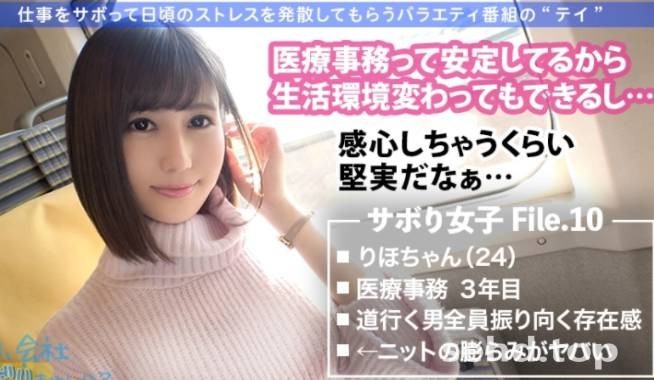 仕事をサボって日頃のストレスを発散してもらうバラエティ番組の“テイ”
医療事務って安定してるから
生活環境変わってもできるし…
感心しちゃうくらい
堅実だなぁ…
サボり女子 File.10
■ りほちゃん（24）
■ 医療事務 3年目
■ 道行く男全員振り向く存在感
■ ←ニットの膨らみがヤバい
会社